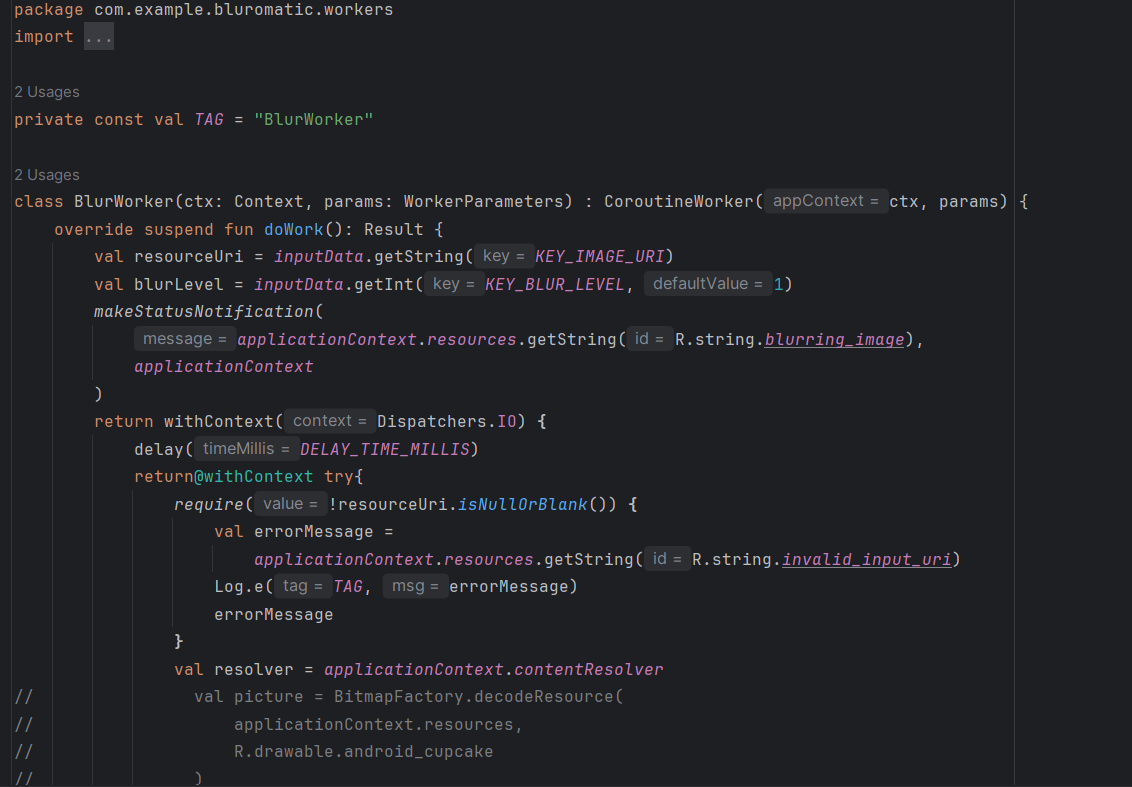 package com.example.bluromatic.workers
import ...
2 Usages
private const val TAG = "BlurWorker"
2 Usages
class BlurWorker(ctx: Context, params: WorkerParameters) : CoroutineWorker( appContext = ctx, params) {
override suspend fun doWork(): Result {
val resourceUri = inputData.getString( key = KEY_IMAGE_URI)
val blurLevel = inputData.getInt( key = KEY_BLUR_LEVEL, defaultValue = 1)
makeStatusNotification(
message = applicationContext.resources.getString( id = R.string.blurring_image),
applicationContext
)
return withContext( context = Dispatchers.IO) {
delay( timeMillis = DELAY_TIME_MILLIS)
return@withContext try{
require( value = !resourceUri.isNullOrBlank()) {
val errorMessage =
applicationContext.resources.getString( id = R.string.invalid_input_uri)
Log.e( tag = TAG, msg = errorMessage)
errorMessage
}
val resolver = applicationContext.contentResolver
// val picture = BitmapFactory.decodeResource(
// applicationContext.resources,
// R.drawable.android_cupcake
// )